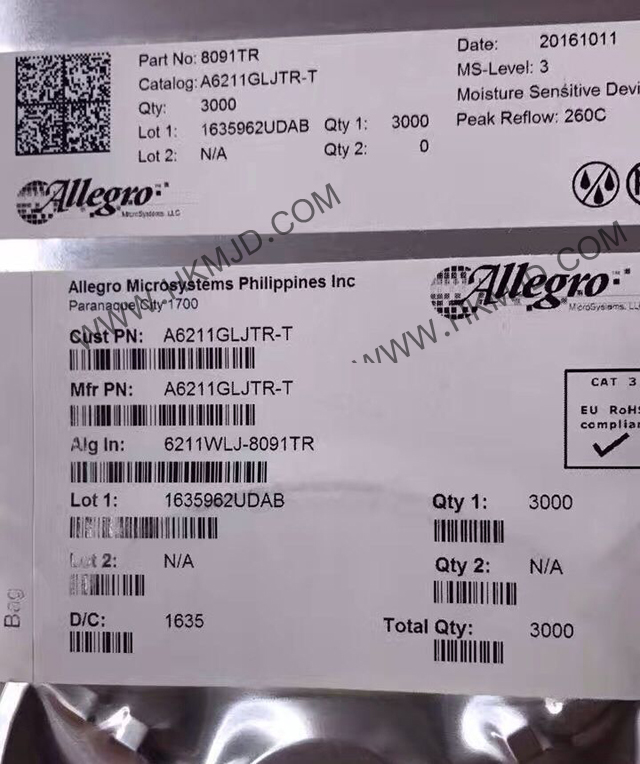 Part No: 8091TR
Catalog: A6211GLJTR-T
Qty: 3000
Lot 1: 1635962UDAB Qty 1: 3000
Lot 2: N/A Qty 2: 0
Date: 20161011
MS-Level: 3
Moisture Sensitive Devi
Peak Reflow: 260C
Allegro
MicroSystems, LLC
WWW.HKMJD.COM
Allegro Microsystems Philippines Inc
Paranaque City 1700
Allegro
MicroSystems, LL
WWW.HKMJD.COM
Cust PN: A6211GLJTR-T
Mfr PN: A6211GLJTR-T
CAT 3
EU RoHS
complian
Alg In: 6211WLJ-8091TR
Lot 1: 1635962UDAB Qty 1: 3000
Lot 2: N/A Qty 2: N/A
D/C: 1635 Total Qty: 3000
Bag